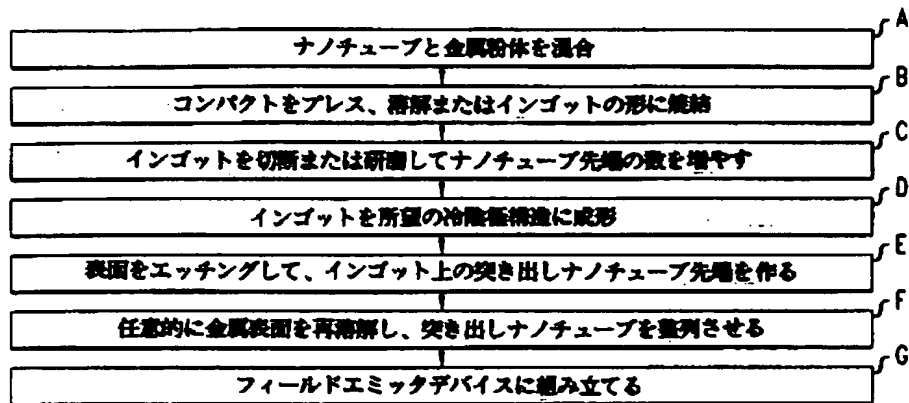 A
ナノチューブと金属粉体を混合
B
コンパクトをプレス、溶解またはインゴットの形に焼結
C
インゴットを切断または研磨してナノチューブ先端の数を増やす
D
インゴットを所望の冷陰極構造に成形
E
表面をエッチングして、インゴット上の突き出しナノチューブ先端を作る
F
任意的に金属表面を再溶解し、突き出しナノチューブを整列させる
G
フィールドエミッタデバイスに組み立てる